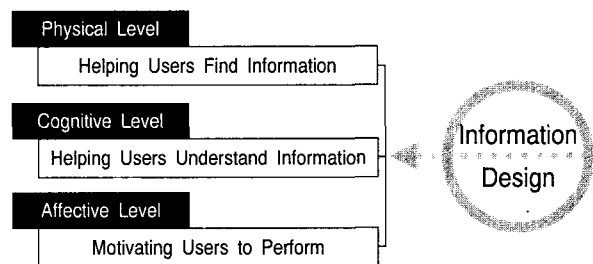 Physical Level
Helping Users Find Information
Cognitive Level
Helping Users Understand Information
Affective Level
Motivating Users to Perform
Information
Design